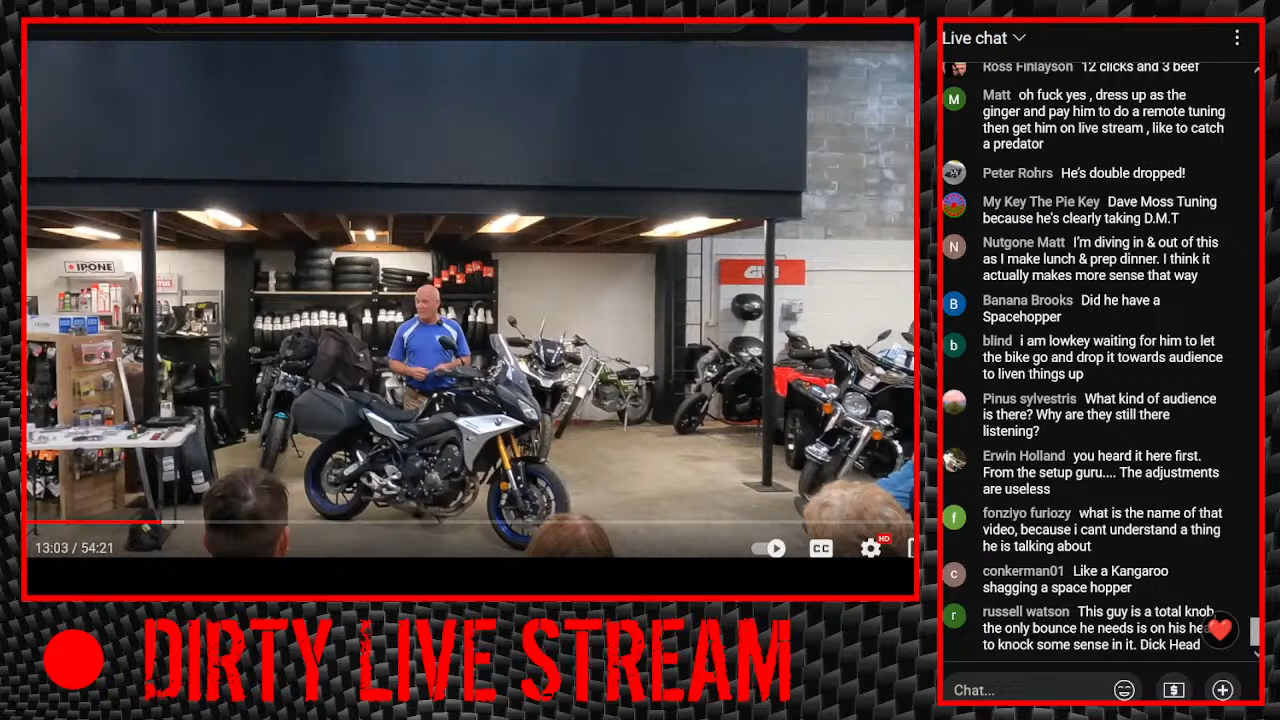 Live chat
Ross Finlayson 12 clicks and 3 beef
Matt oh fuck yes , dress up as the
ginger and pay him to do a remote tuning
then get him on live stream , like to catch
a predator
Peter Rohrs He's double dropped!
My Key The Pie Key Dave Moss Tuning
because he's clearly taking D.M.T
Nutgone Matt I'm diving in & out of this
as I make lunch & prep dinner. I think it
actually makes more sense that way
Banana Brooks Did he have a
Spacehopper
blind i am lowkey waiting for him to let
the bike go and drop it towards audience
to liven things up
Pinus sylvestris What kind of audience
is there? Why are they still there
listening?
Erwin Holland you heard it here first.
From the setup guru.... The adjustments
are useless
fonziyo furiozy what is the name of that
video, because i cant understand a thing
he is talking about
conkerman01 Like a Kangaroo
shagging a space hopper
russell watson This guy is a total knob,
the only bounce he needs is on his
to knock some sense in it. Dick Head
Chat...
M
N
B
b
f
c
r
IPONE
GIVI
13:03 / 54:21
CC
HD
DIRTY LIVE STREAM